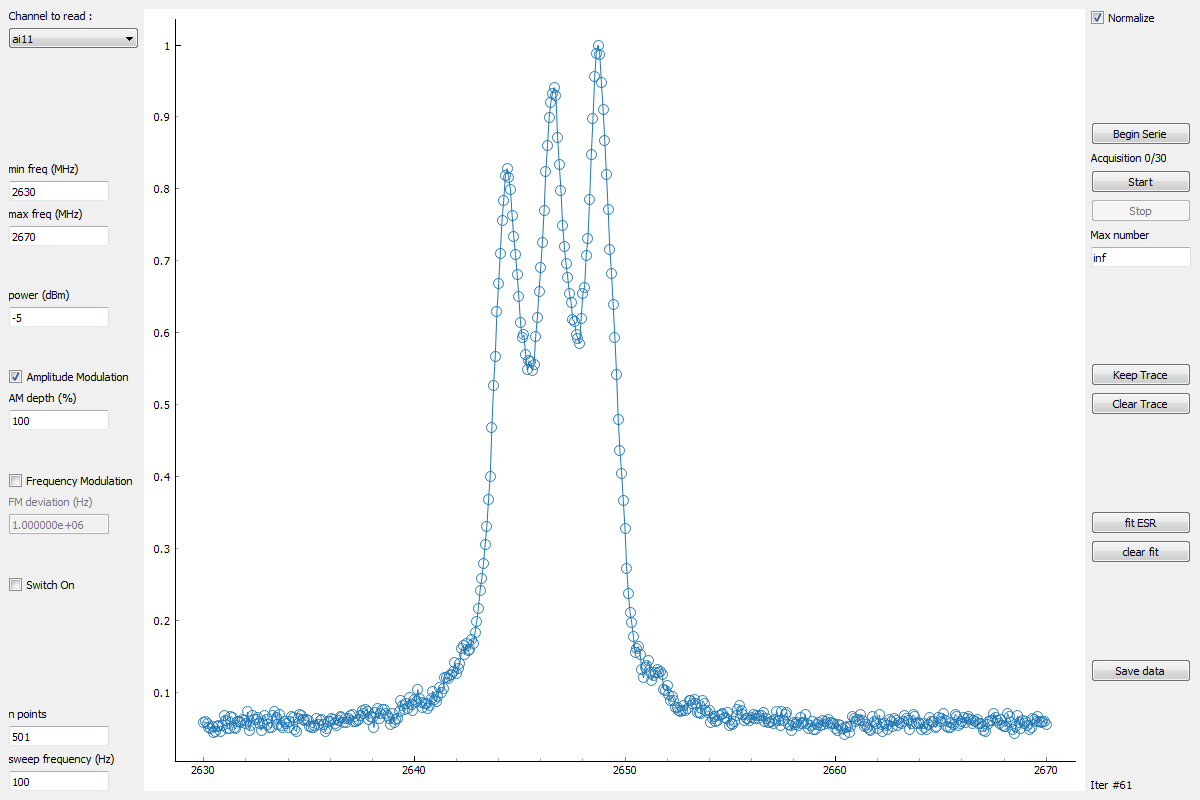 Channel to read :
ai11
min freq (MHz)
2630
max freq (MHz)
2670
power (dBm)
-5
Amplitude Modulation
AM depth (%)
100
Frequency Modulation
FM deviation (Hz)
1.000000e+06
Switch On
n points
501
sweep frequency (Hz)
100
1
0.9
0.8
0.7
0.6
0.5
0.4
0.3
0.2
0.1
2630 2640 2650 2660 2670
Normalize
Begin Serie
Acquisition 0/30
Start
Stop
Max number
inf
Keep Trace
Clear Trace
fit ESR
clear fit
Save data
Iter #61